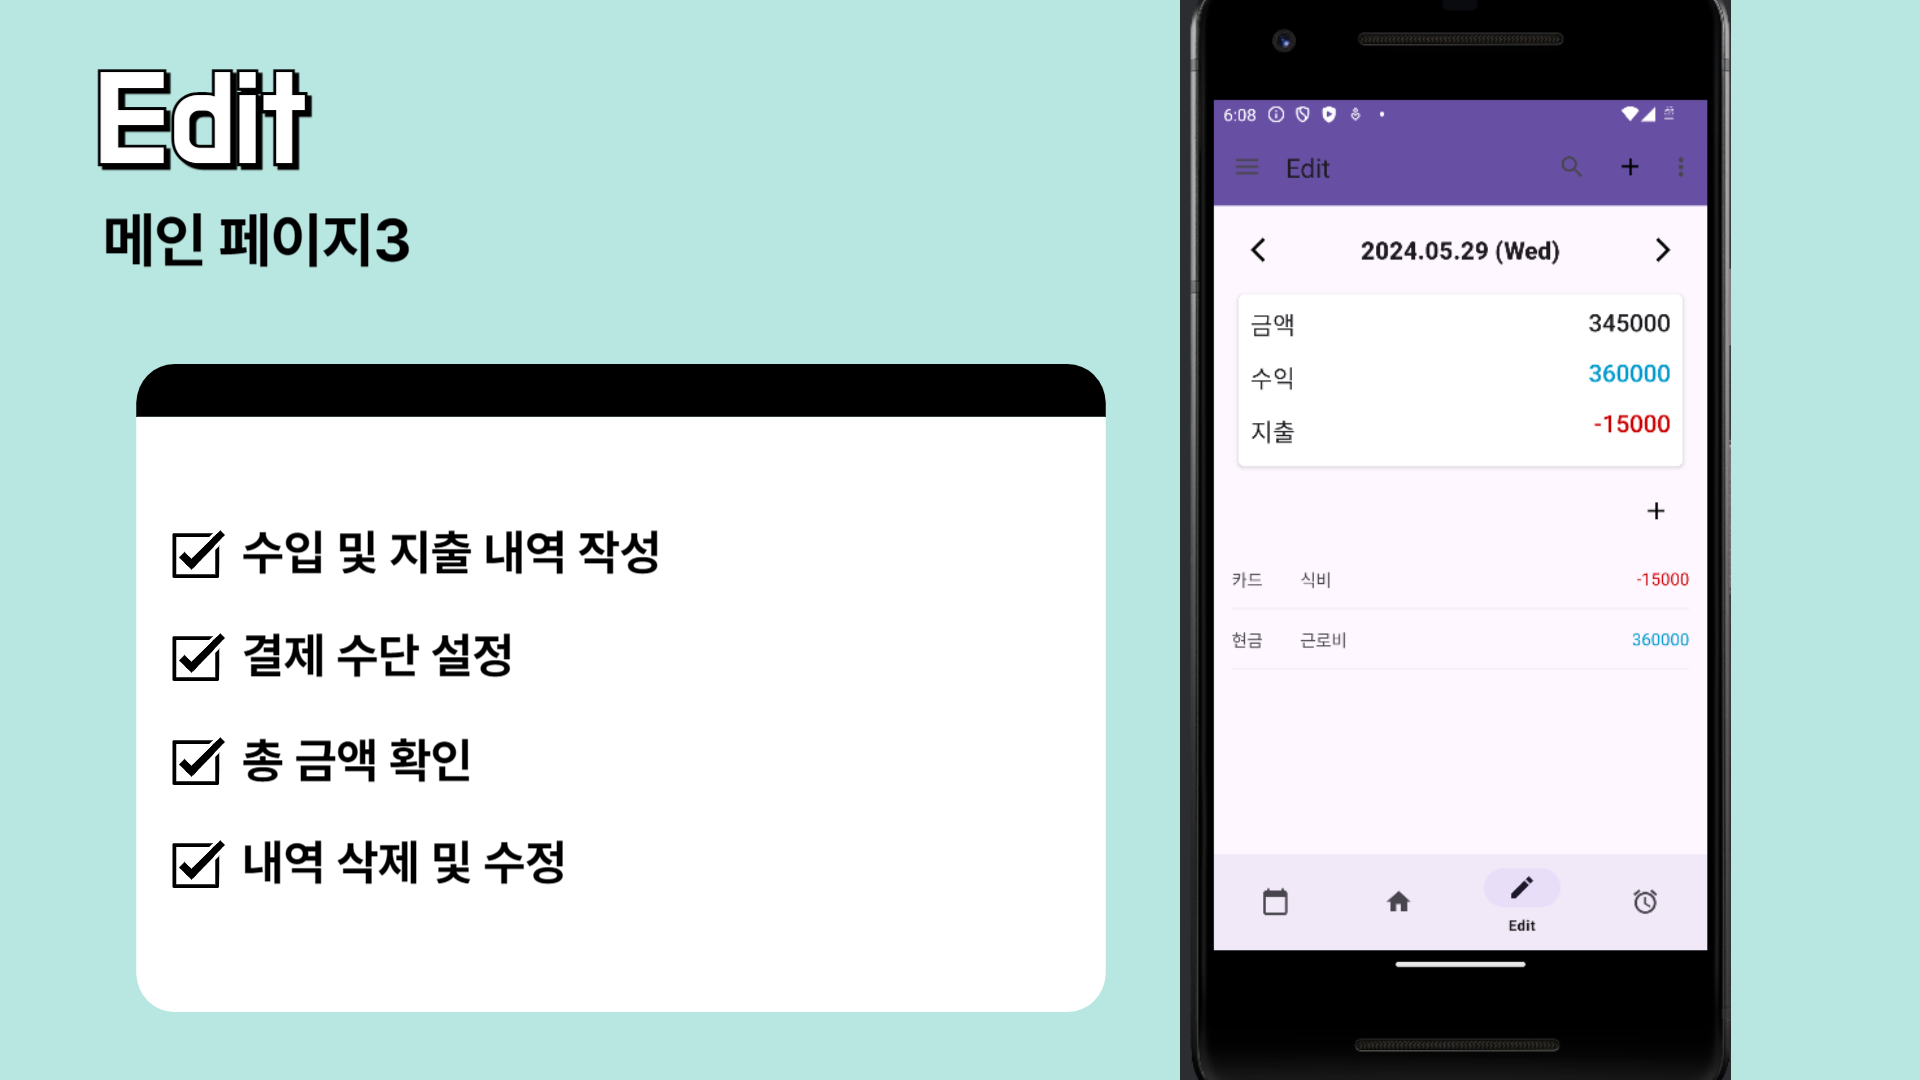 Edit
메인 페이지3
수입 및 지출 내역 작성
결제 수단 설정
총 금액 확인
내역 삭제 및 수정
6:08
Edit
2024.05.29 (Wed)
금액 345000
수익 360000
지출 -15000
카드 식비 -15000
현금 근로비 360000
Edit